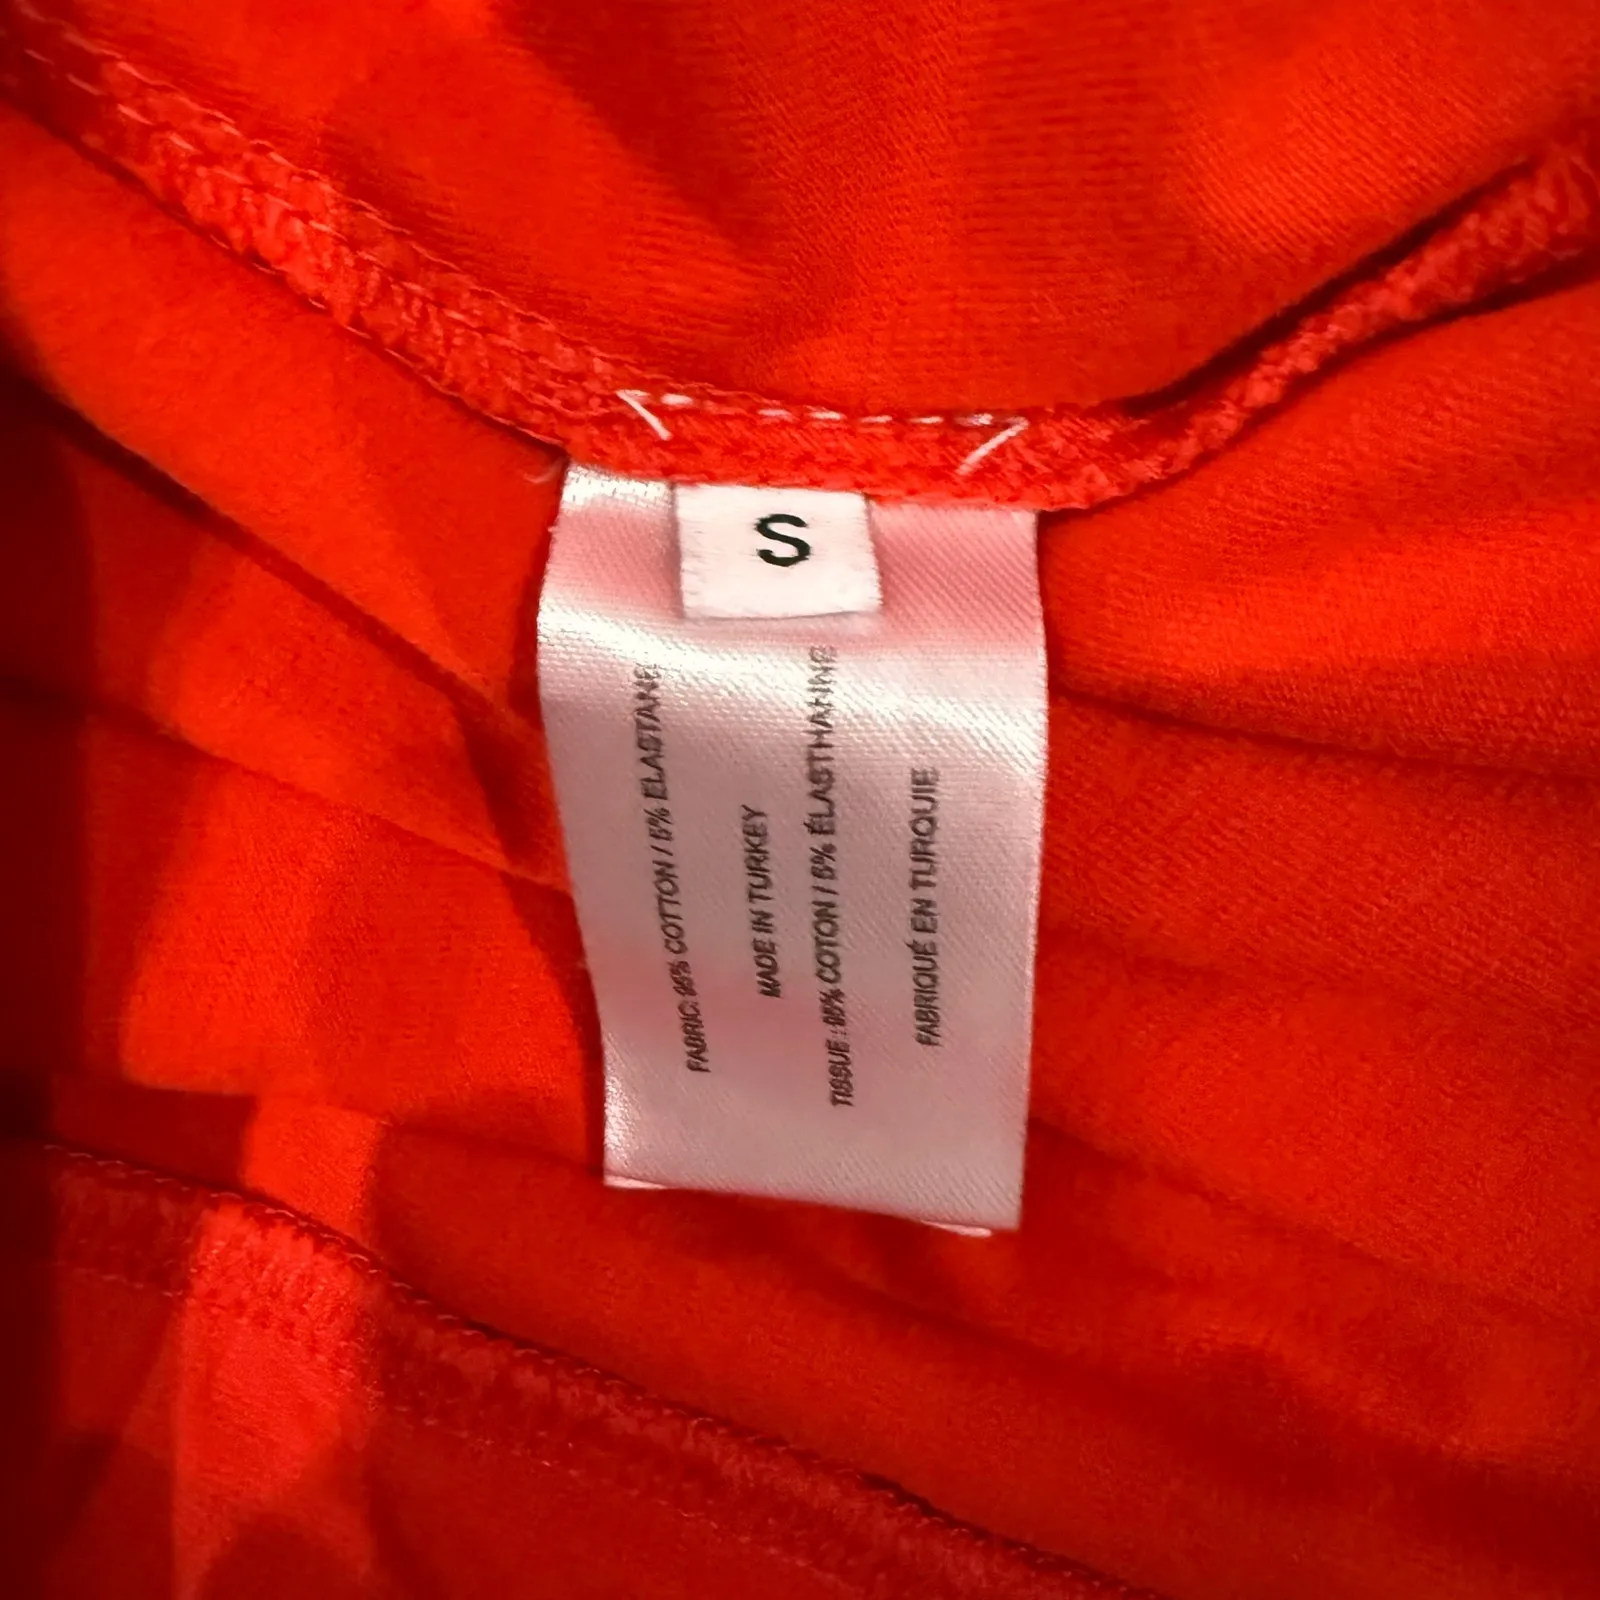 S
FABRIC: 95% COTTON / 5% ELASTANE
MADE IN TURKEY
TISSUE : 95% COTON / 5% ÉLASTHANNE
FABRIQUÉ EN TURQUIE